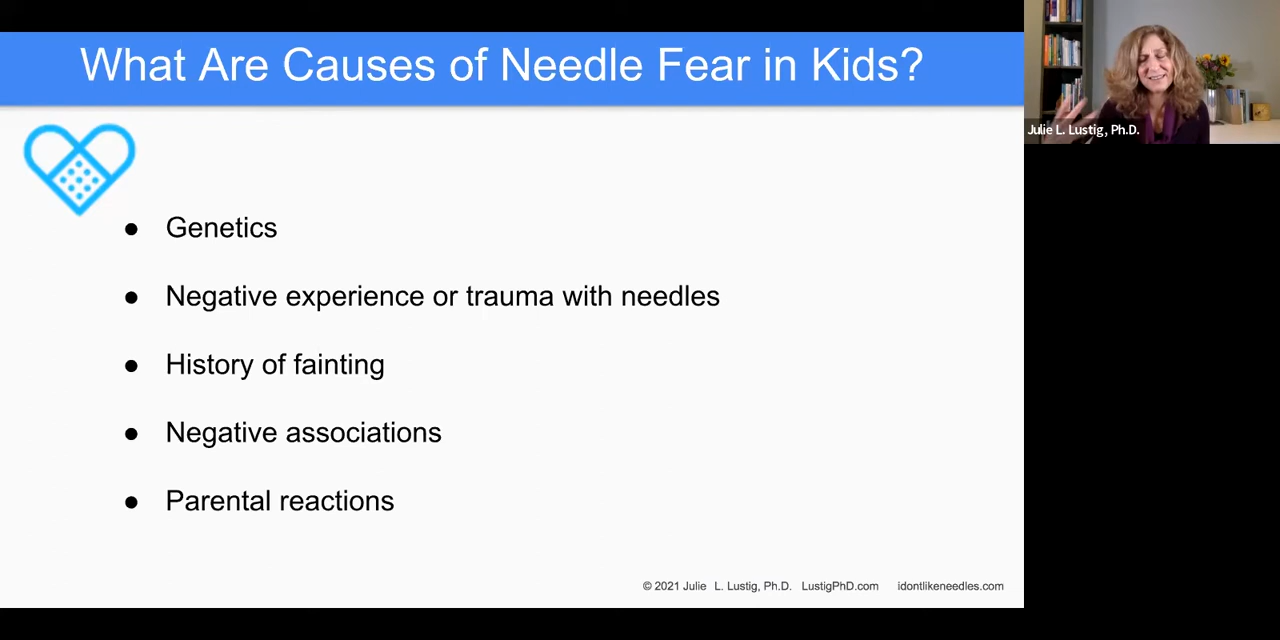 What Are Causes of Needle Fear in Kids?
Julie L. Lustig, Ph.D.
● Genetics
● Negative experience or trauma with needles
● History of fainting
● Negative associations
● Parental reactions
© 2021 Julie L. Lustig, Ph.D. LustigPhD.com idontlikeneedles.com